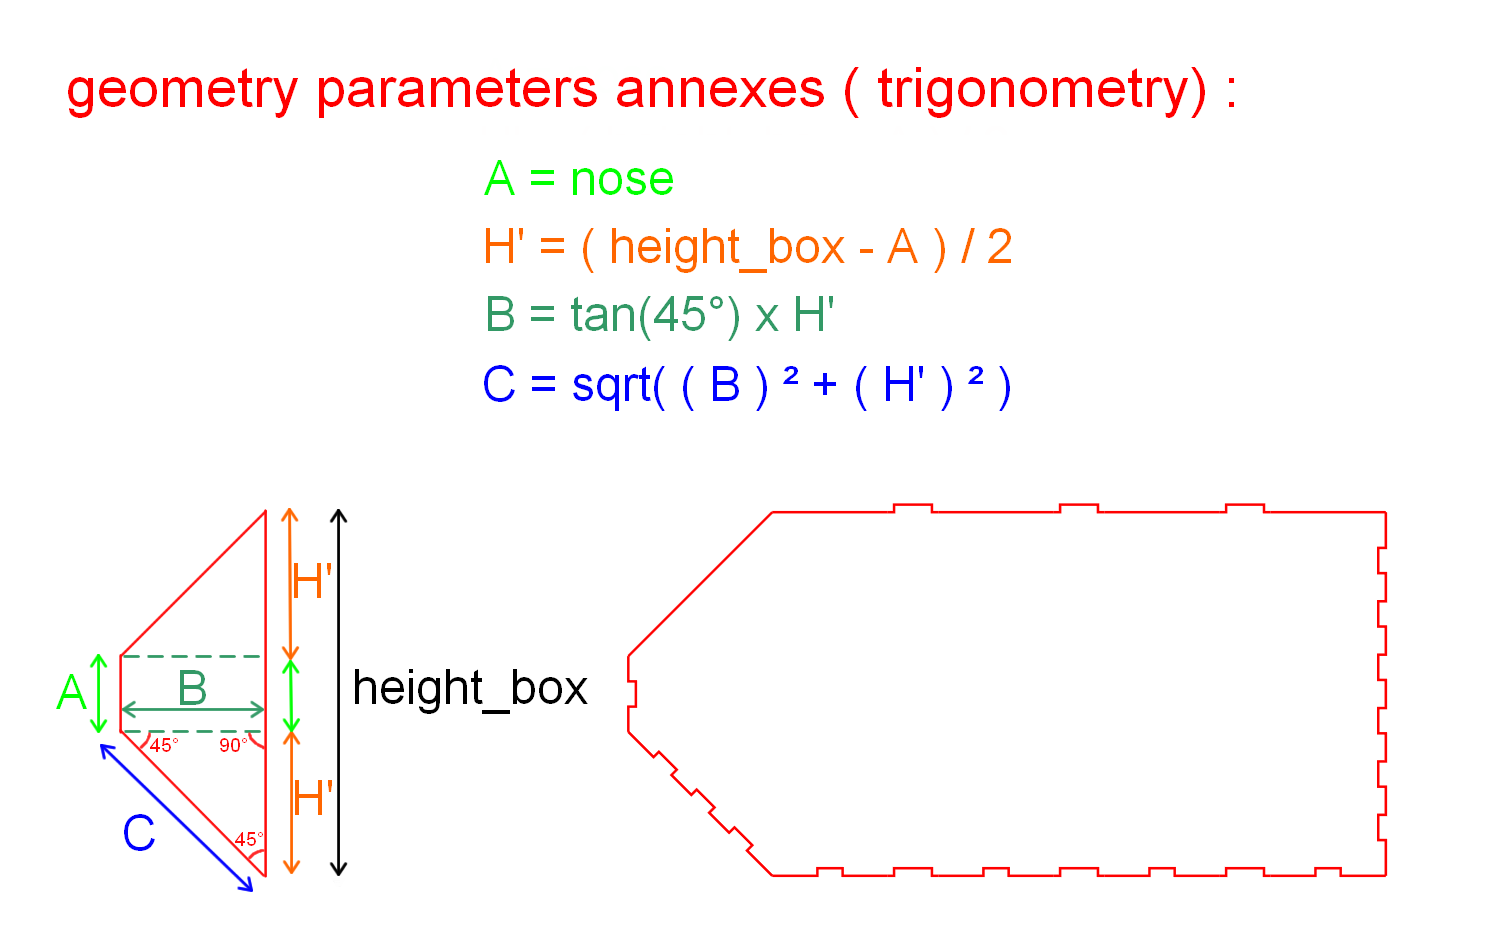 geometry parameters annexes ( trigonometry) :
A = nose
H' = ( height_box - A ) / 2
B = tan(45°) x H'
C = sqrt( ( B ) ² + ( H' ) ² )
H'
A
B
height_box
45°
90°
H'
C
45°